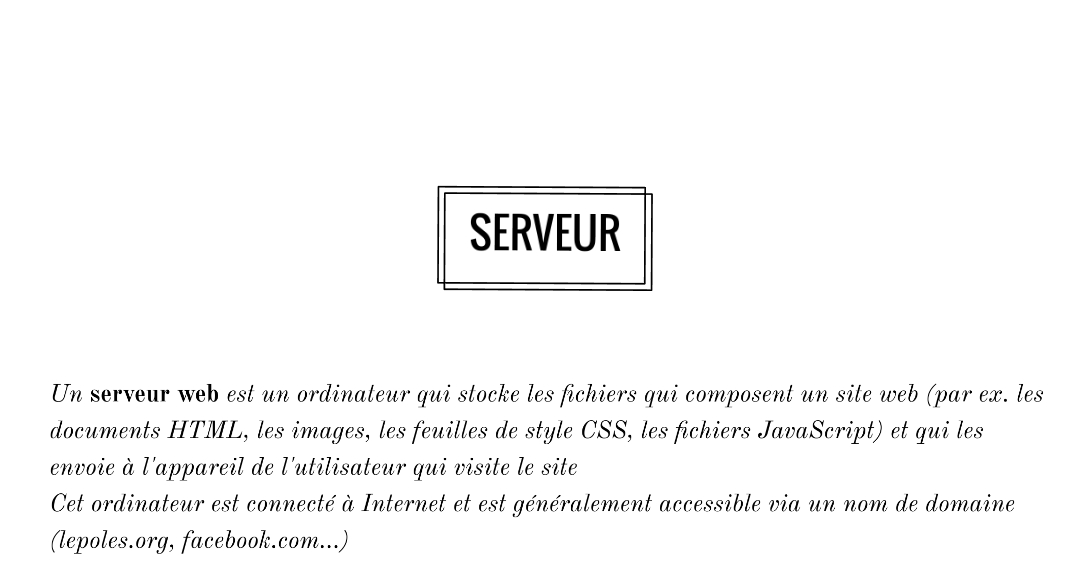 SERVEUR
Un serveur web est un ordinateur qui stocke les fichiers qui composent un site web (par ex. les
documents HTML, les images, les feuilles de style CSS, les fichiers JavaScript) et qui les
envoie à l'appareil de l'utilisateur qui visite le site
Cet ordinateur est connecté à Internet et est généralement accessible via un nom de domaine
(lepoles.org, facebook.com...)